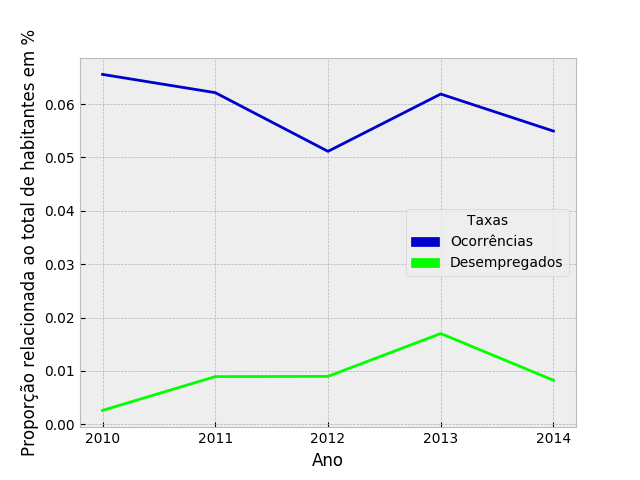 Proporção relacionada ao total de habitantes em %
0.06
0.05
0.04
0.03
0.02
0.01
0.00
Taxas
Ocorrências
Desempregados
2010 2011 2012 2013 2014
Ano